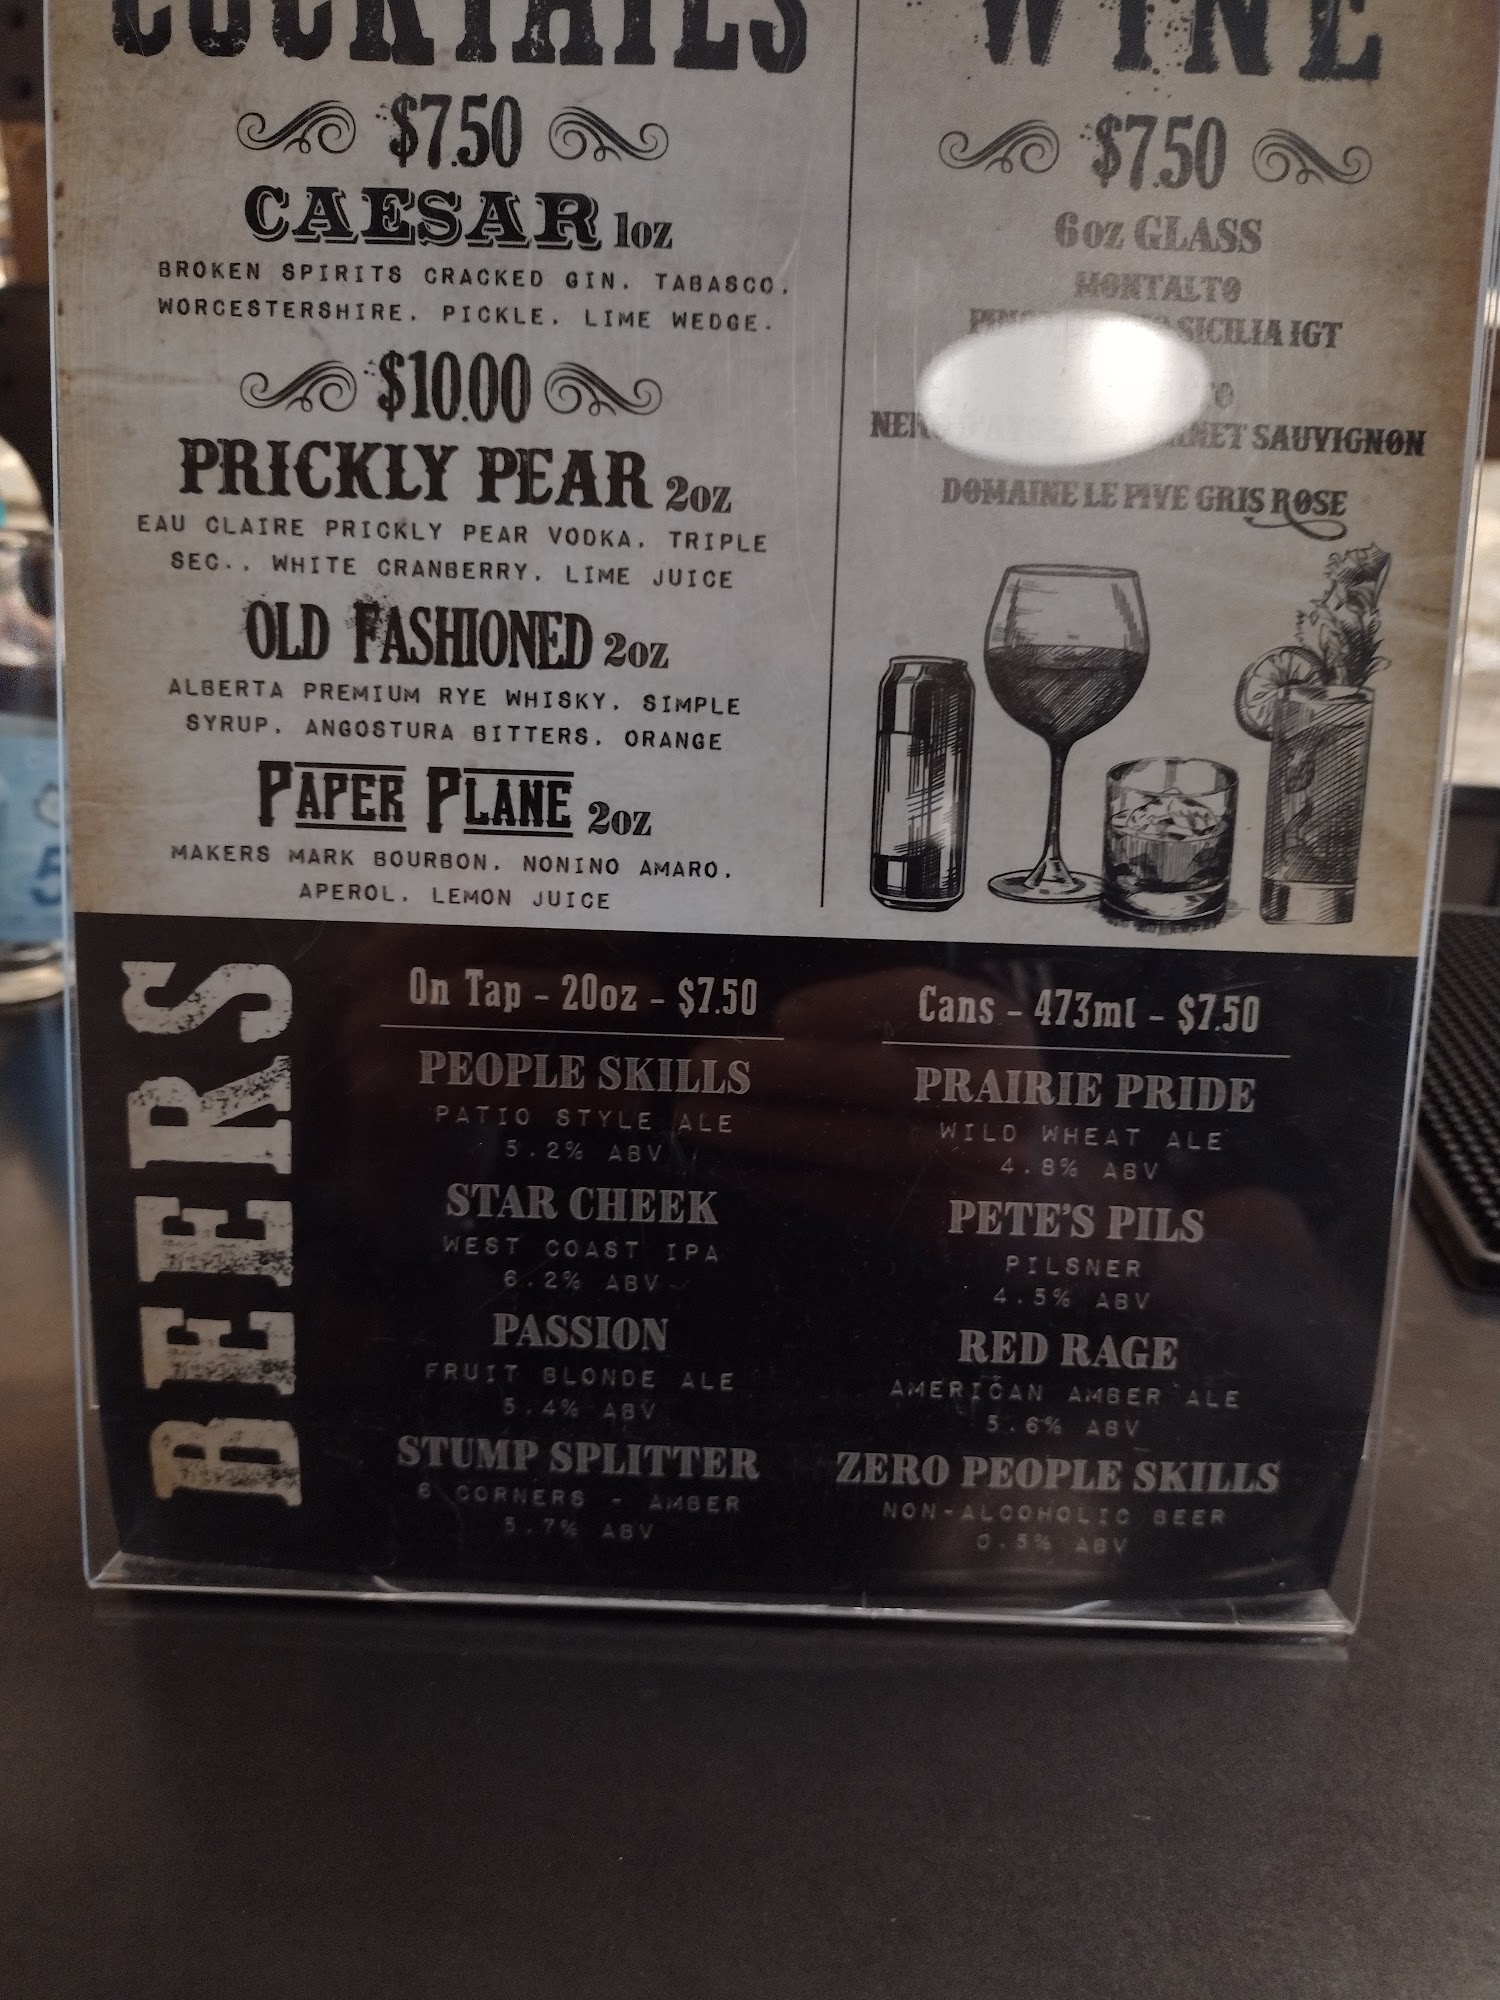 COCKTAILS
$7.50
CAESAR 1oz
BROKEN SPIRITS CRACKED GIN, TABASCO,
WORCESTERSHIRE, PICKLE, LIME WEDGE.
$10.00
PRICKLY PEAR 2oz
EAU CLAIRE PRICKLY PEAR VODKA, TRIPLE
SEC., WHITE CRANBERRY, LIME JUICE
OLD FASHIONED 2oz
ALBERTA PREMIUM RYE WHISKY, SIMPLE
SYRUP, ANGOSTURA BITTERS, ORANGE
PAPER PLANE 2oz
MAKERS MARK BOURBON, NONINO AMARO,
APEROL, LEMON JUICE
WINE
$7.50
6oz GLASS
MONTALTO
SICILIA IGT
SAUVIGNON
DOMAINE LE PIVE GRIS ROSE
BEERS
On Tap - 20oz - $7.50
PEOPLE SKILLS
PATIO STYLE ALE
5.2% ABV
STAR CHEEK
WEST COAST IPA
6.2% ABV
PASSION
FRUIT BLONDE ALE
5.4% ABV
STUMP SPLITTER
6 CORNERS - AMBER
5.7% ABV
Cans - 473ml - $7.50
PRAIRIE PRIDE
WILD WHEAT ALE
4.8% ABV
PETE'S PILS
PILSNER
4.5% ABV
RED RAGE
AMERICAN AMBER ALE
5.6% ABV
ZERO PEOPLE SKILLS
NON-ALCOHOLIC BEER
0.5% ABV